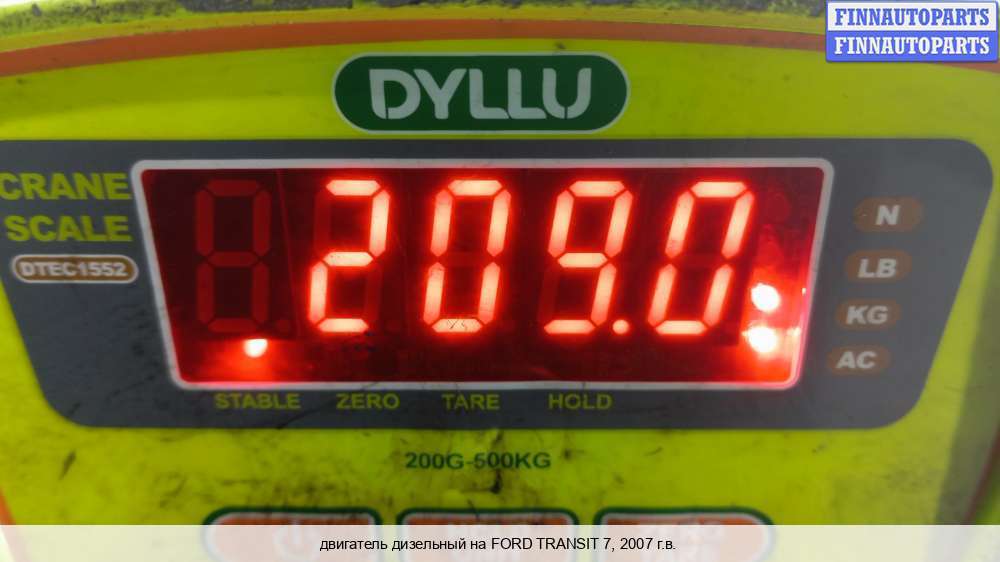 FINNAUTOPARTS
FINNAUTOPARTS
DYLLU
CRANE
SCALE
DTEC1552
209.0
N
LB
KG
AC
STABLE ZERO TARE HOLD
200G-500KG
двигатель дизельный на FORD TRANSIT 7, 2007 г.в.